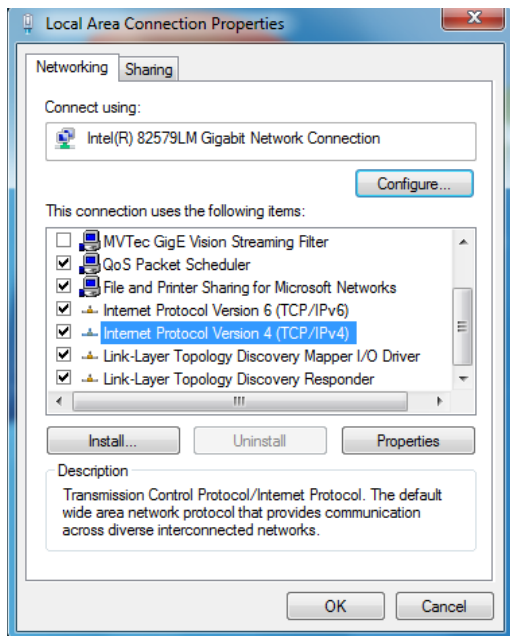 Local Area Connection Properties
Networking
Sharing
Connect using:
Intel(R) 82579LM Gigabit Network Connection
Configure...
This connection uses the following items:
MVTec GigE Vision Streaming Filter
QoS Packet Scheduler
File and Printer Sharing for Microsoft Networks
Internet Protocol Version 6 (TCP/IPv6)
Internet Protocol Version 4 (TCP/IPv4)
Link-Layer Topology Discovery Mapper I/O Driver
Link-Layer Topology Discovery Responder
Install...
Uninstall
Properties
Description
Transmission Control Protocol/Internet Protocol. The default
wide area network protocol that provides communication
across diverse interconnected networks.
OK
Cancel